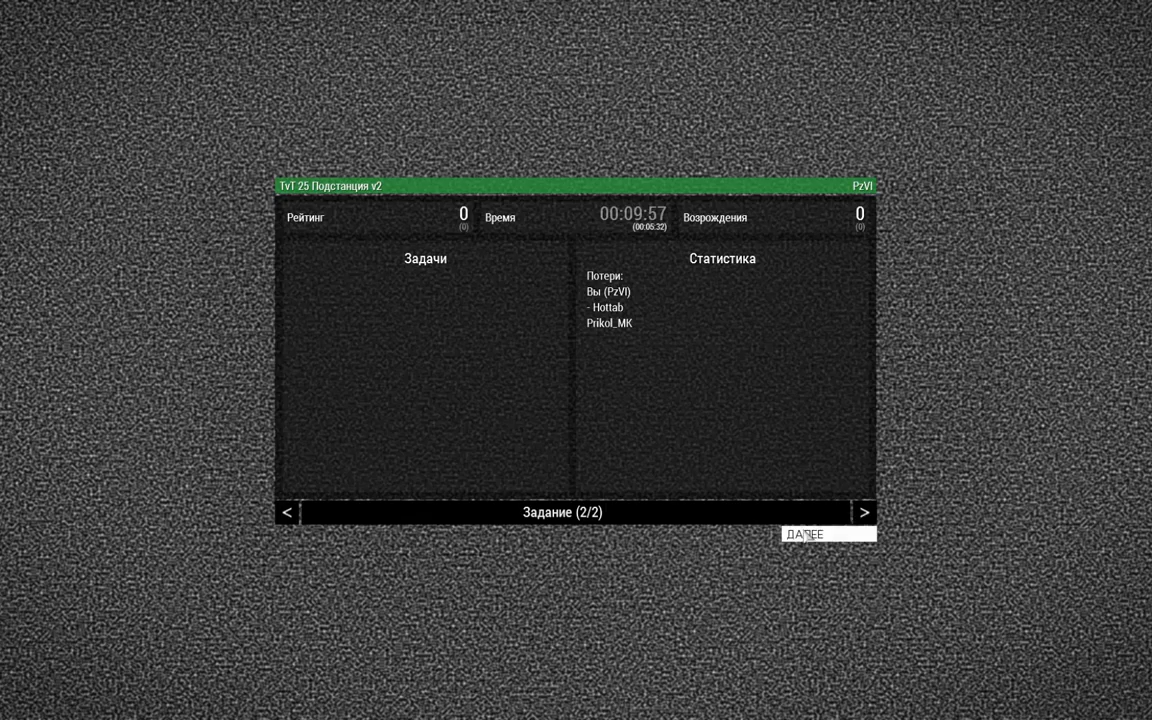 TvT 25 Подстанция v2 PzVI
Рейтинг 0 (0) Время 00:09:57 (00:05:32) Возрождения 0 (0)
Задачи
Статистика
Потери:
Вы (PzVI)
- Hottab
Prikol_MK
< Задание (2/2) >
ДАЛЕЕ